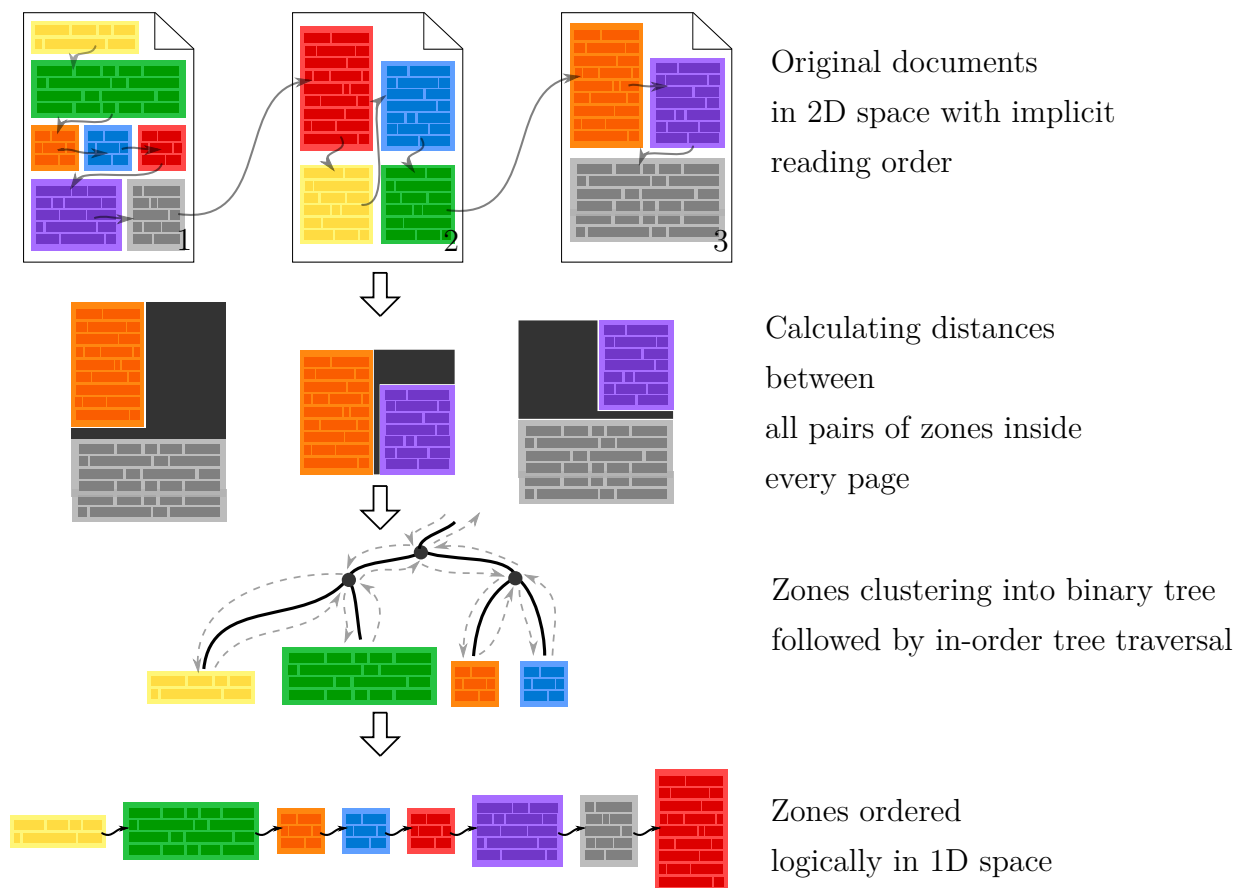 1
2
3
Original documents
in 2D space with implicit
reading order
Calculating distances
between
all pairs of zones inside
every page
Zones clustering into binary tree
followed by in-order tree traversal
Zones ordered
logically in 1D space